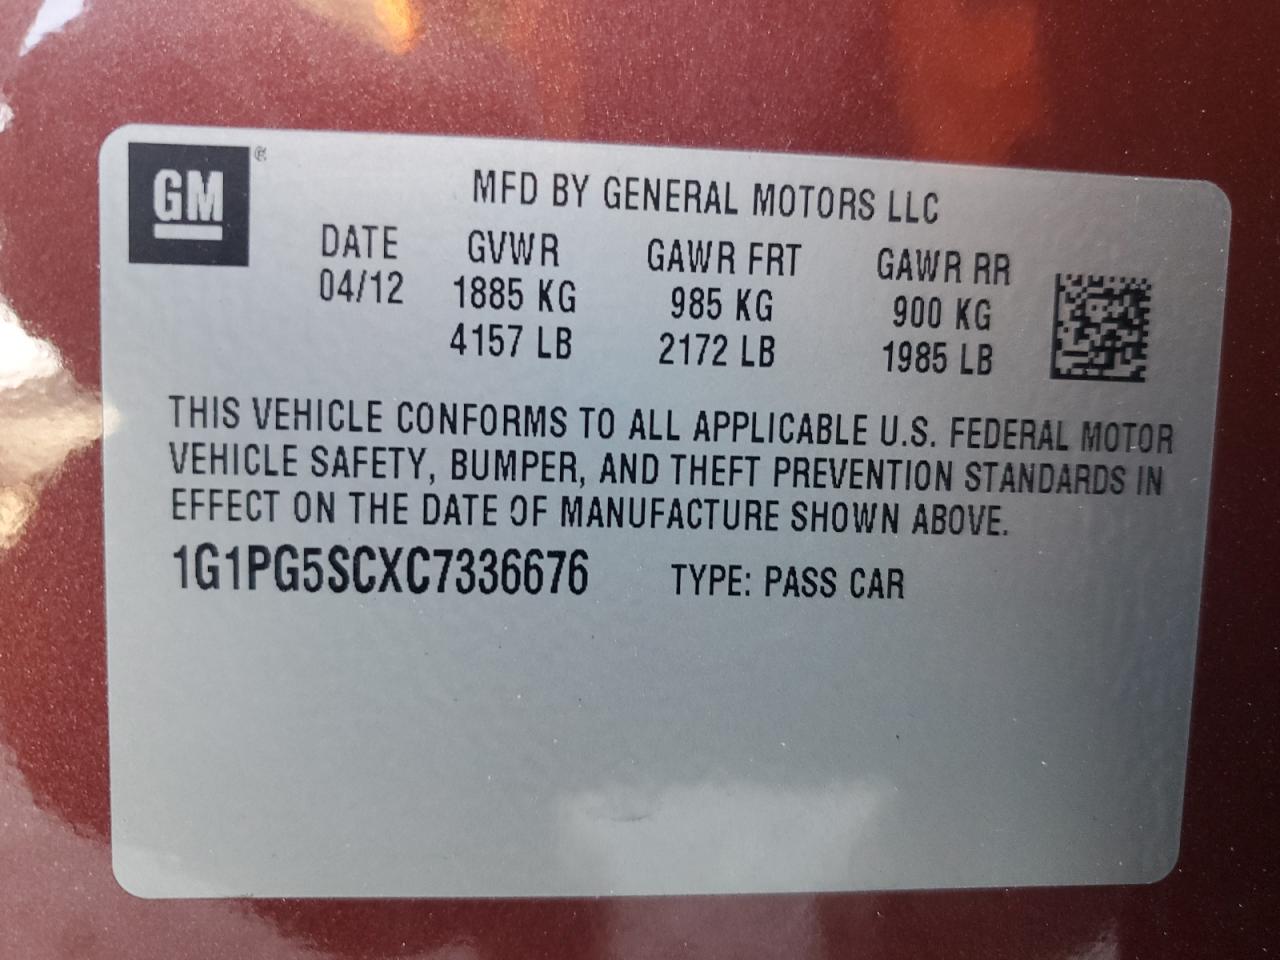 GM ®
MFD BY GENERAL MOTORS LLC
DATE GVWR GAWR FRT GAWR RR
04/12 1885 KG 985 KG 900 KG
4157 LB 2172 LB 1985 LB
THIS VEHICLE CONFORMS TO ALL APPLICABLE U.S. FEDERAL MOTOR
VEHICLE SAFETY, BUMPER, AND THEFT PREVENTION STANDARDS IN
EFFECT ON THE DATE OF MANUFACTURE SHOWN ABOVE.
1G1PG5SCXC7336676 TYPE: PASS CAR